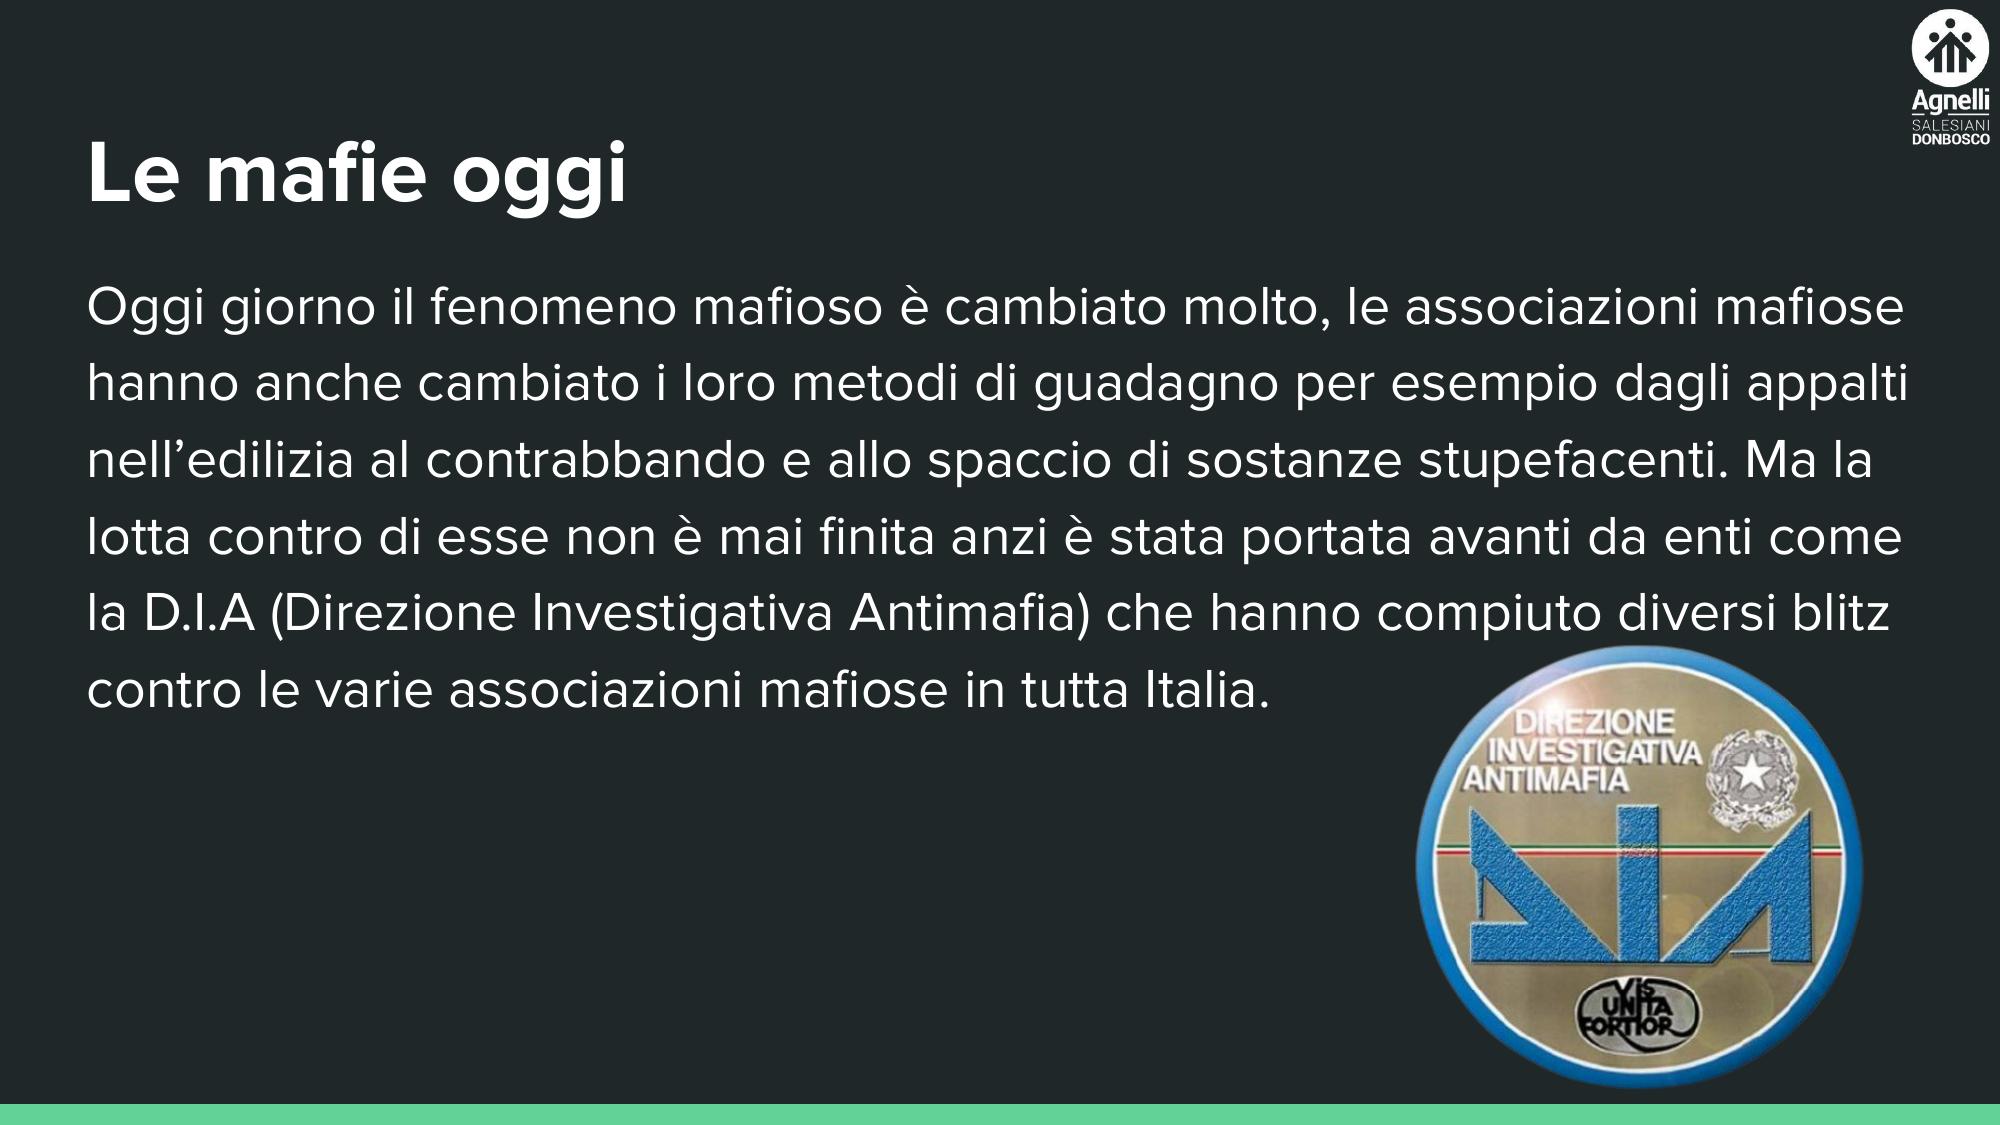 Agnelli
SALESIANI
DONBOSCO
Le mafie oggi
Oggi giorno il fenomeno mafioso è cambiato molto, le associazioni mafiose
hanno anche cambiato i loro metodi di guadagno per esempio dagli appalti
nell’edilizia al contrabbando e allo spaccio di sostanze stupefacenti. Ma la
lotta contro di esse non è mai finita anzi è stata portata avanti da enti come
la D.I.A (Direzione Investigativa Antimafia) che hanno compiuto diversi blitz
contro le varie associazioni mafiose in tutta Italia.
DIREZIONE
INVESTIGATIVA
ANTIMAFIA
DIA
VIS
UNITA
FORTIOR